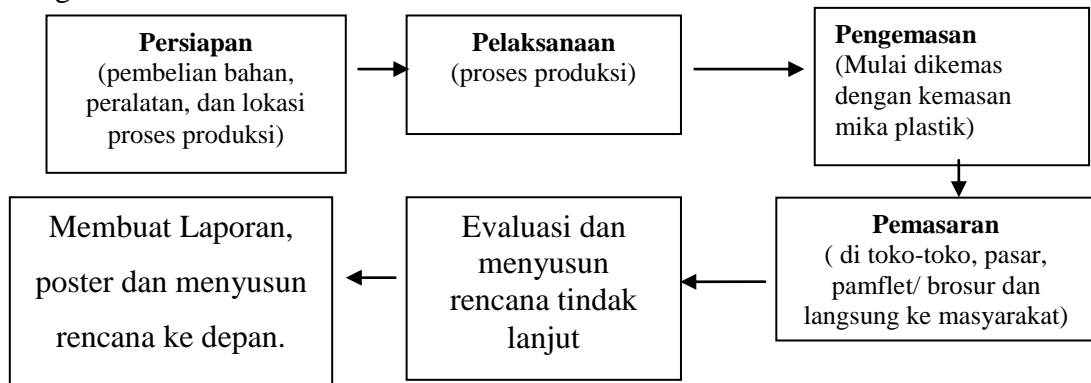 Persiapan
(pembelian bahan,
peralatan, dan lokasi
proses produksi)
Pelaksanaan
(proses produksi)
Pengemasan
(Mulai dikemas
dengan kemasan
mika plastik)
Pemasaran
( di toko-toko, pasar,
pamflet/ brosur dan
langsung ke masyarakat)
Evaluasi dan
menyusun
rencana tindak
lanjut
Membuat Laporan,
poster dan menyusun
rencana ke depan.